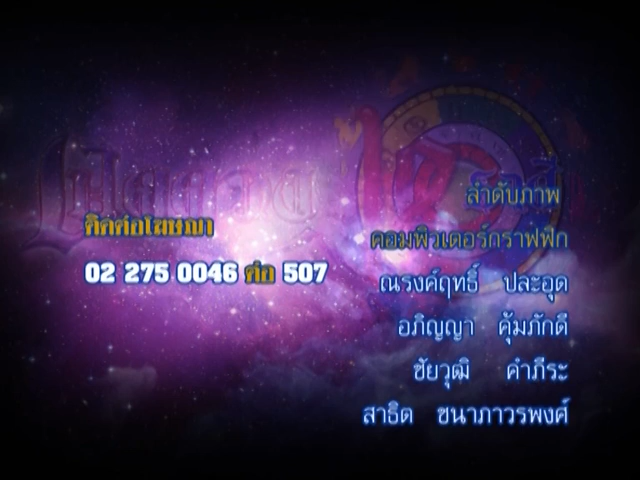 ติดต่อโฆษณา
02 275 0046 ต่อ 507
ลำดับภาพ
คอมพิวเตอร์กราฟฟิก
ณรงค์ฤทธิ์ ปละอุด
อภิญญา คุ้มภักดี
ชัยวุฒิ คำภีระ
สาธิต ชนาภาวรพงศ์